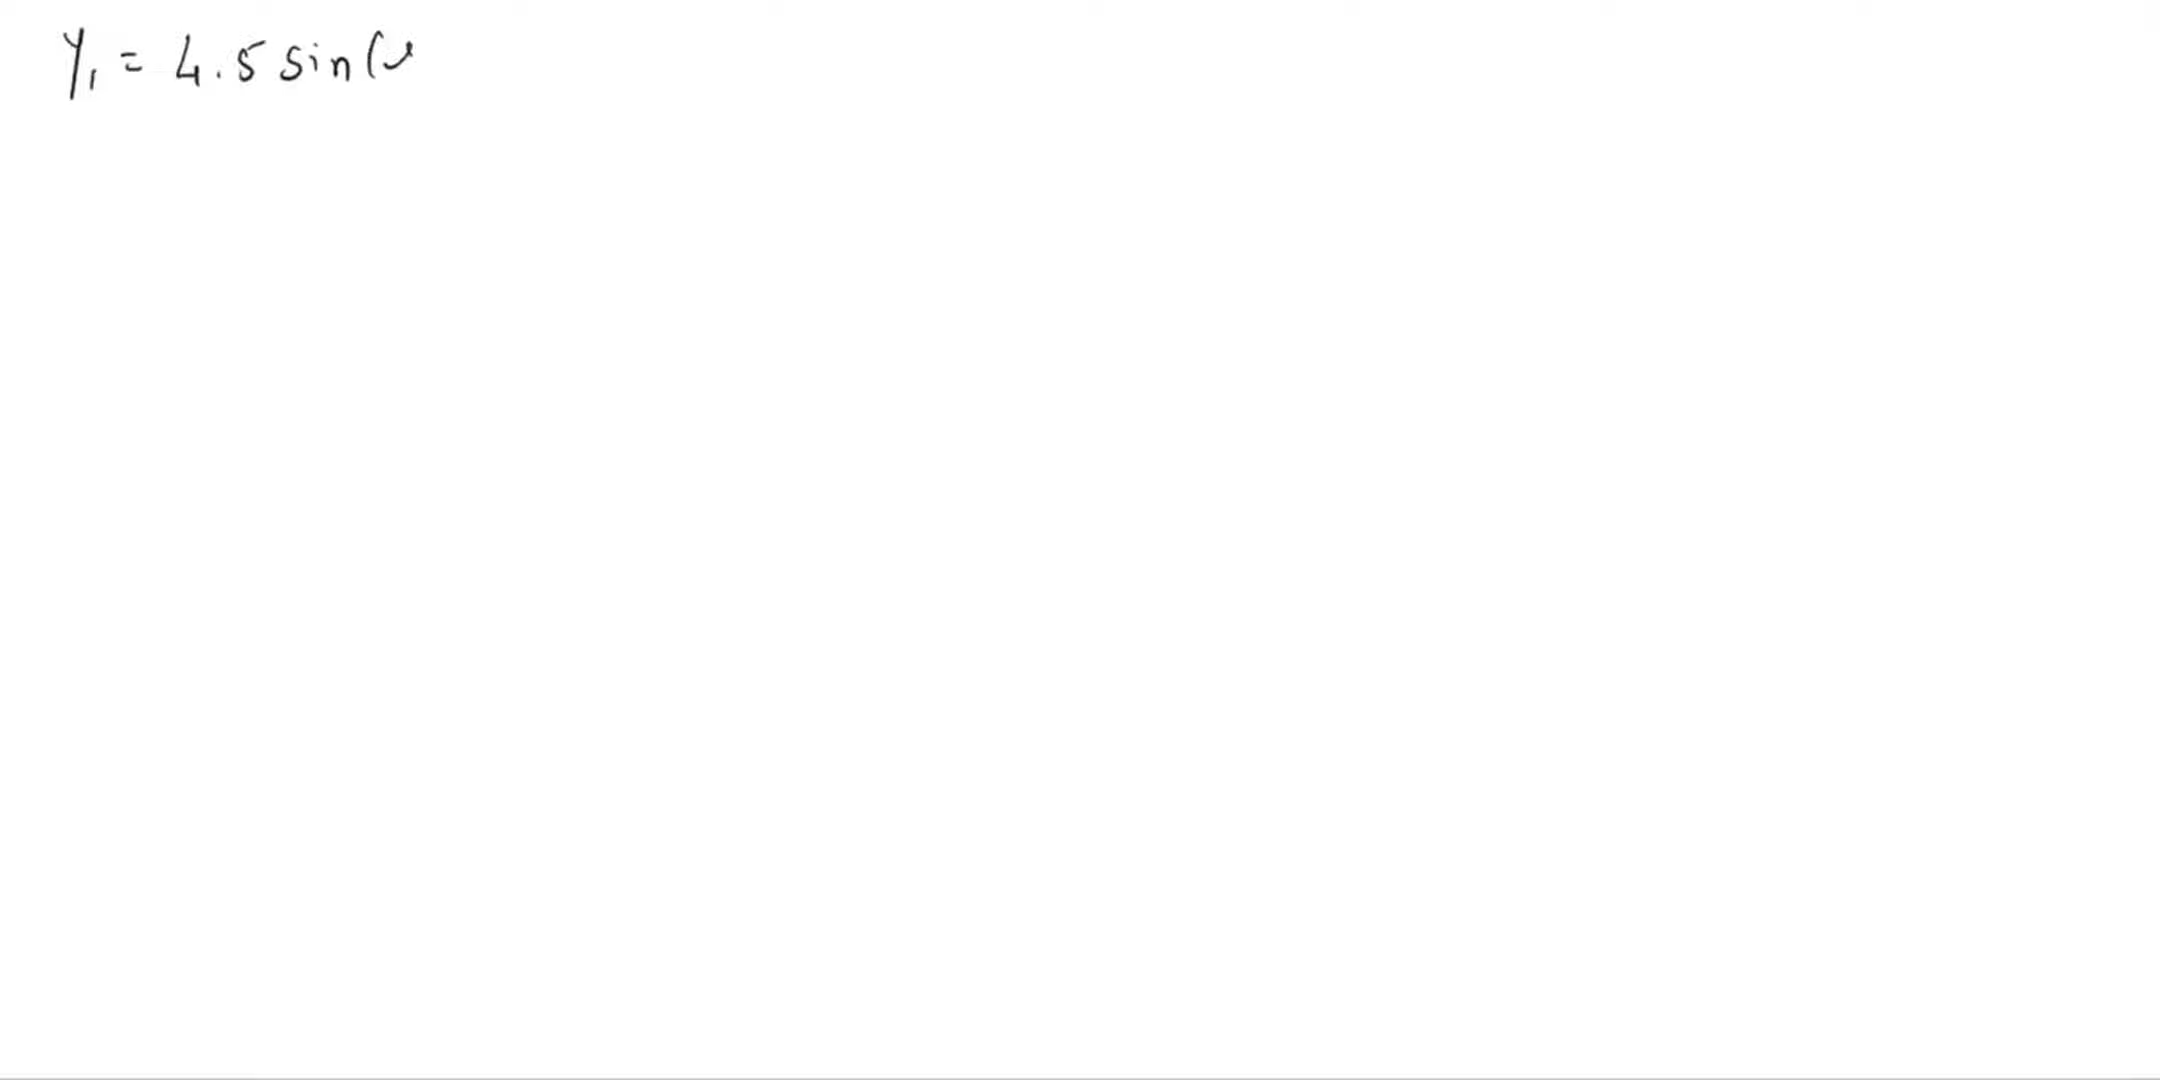 y₁ = 4.5 sin(